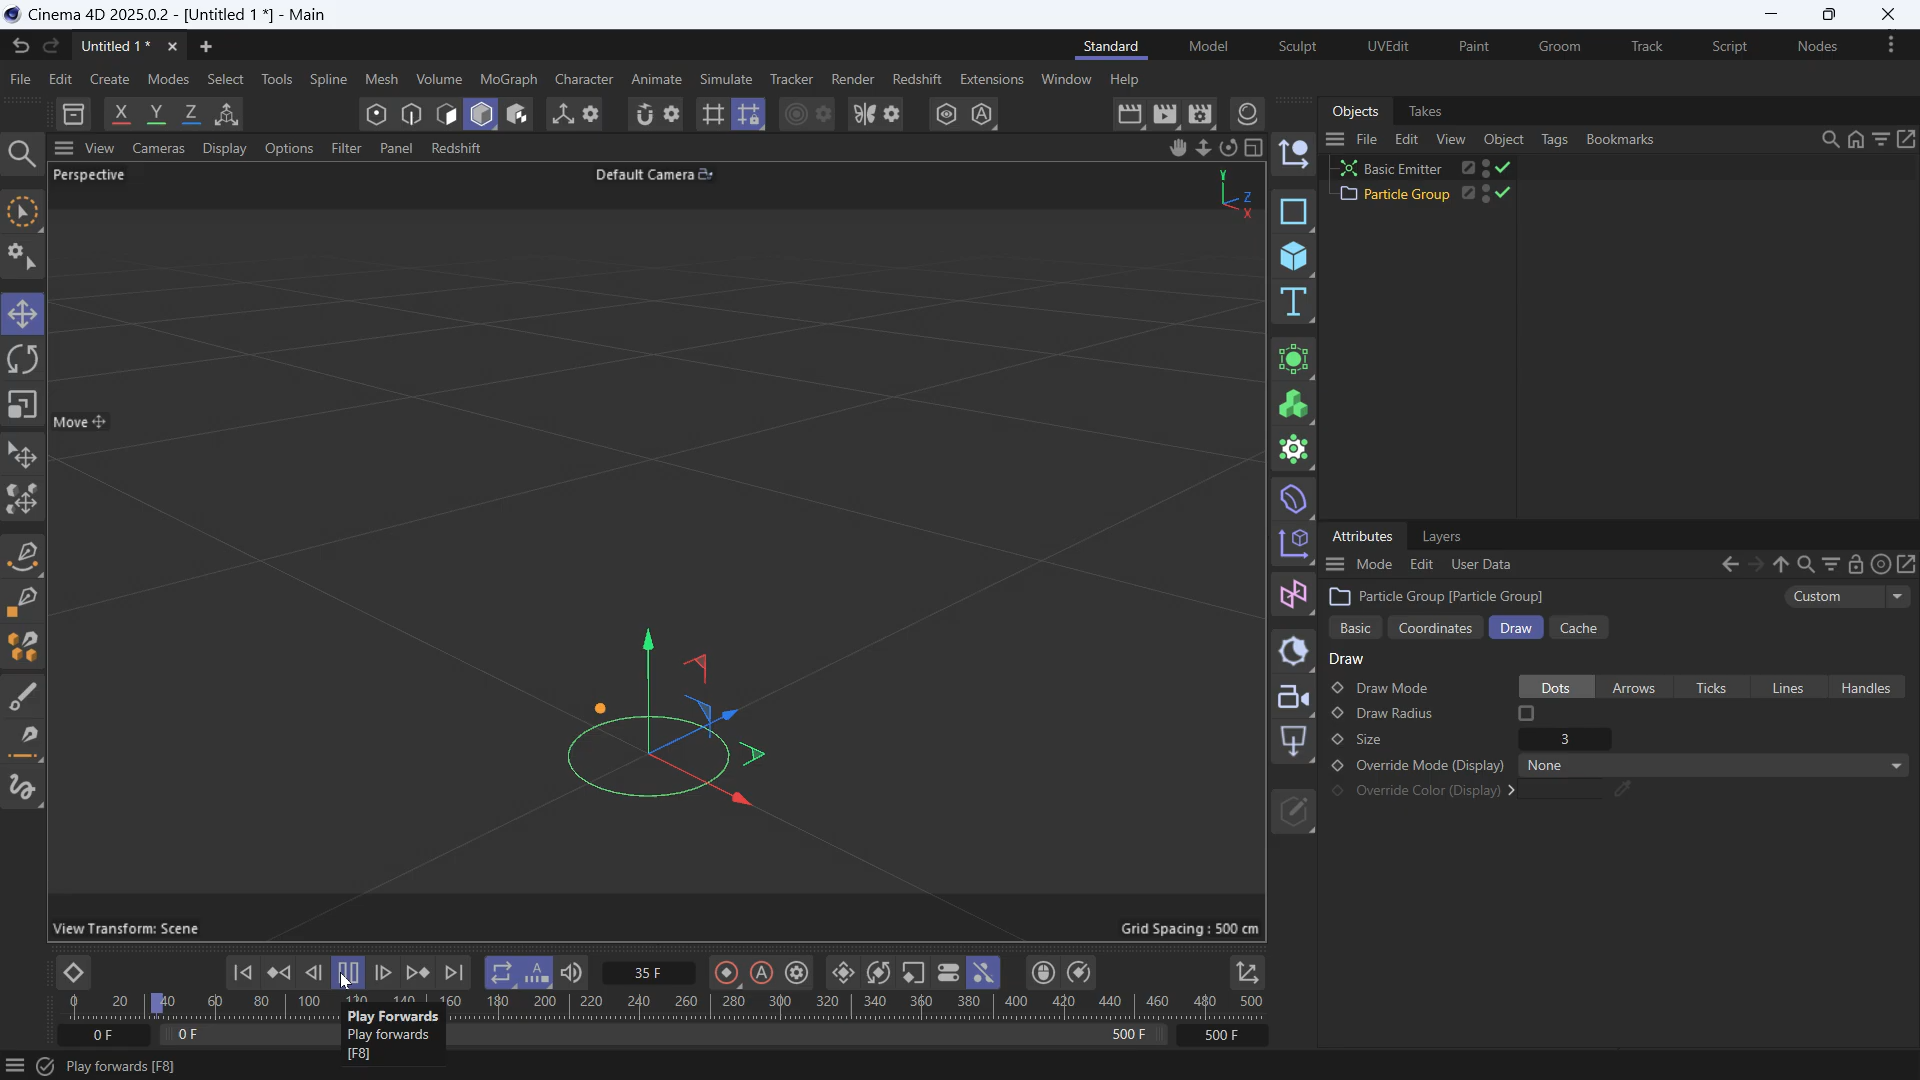 Cinema 4D 2025.0.2 - [Untitled 1 *] - Main
Untitled 1 *
Standard Model Sculpt UVEdit Paint Groom Track Script Nodes
File Edit Create Modes Select Tools Spline Mesh Volume MoGraph Character Animate Simulate Tracker Render Redshift Extensions Window Help
X Y Z
View Cameras Display Options Filter Panel Redshift
Perspective
Default Camera
Y
Z
X
Move
View Transform: Scene
Grid Spacing : 500 cm
Objects Takes
File Edit View Object Tags Bookmarks
Basic Emitter
Particle Group
Attributes Layers
Mode Edit User Data
Particle Group [Particle Group]
Custom
Basic Coordinates Draw Cache
Draw
Draw Mode Dots Arrows Ticks Lines Handles
Draw Radius
Size 3
Override Mode (Display) None
Override Color (Display)
35 F
0 20 40 60 80 100 120 140 160 180 200 220 240 260 280 300 320 340 360 380 400 420 440 460 480 500
0 F 0 F 500 F 500 F
Play Forwards
Play forwards
[F8]
Play forwards [F8]